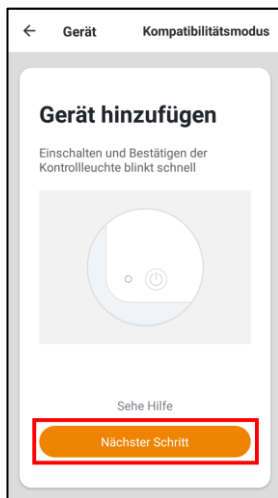 Gerät Kompatibilitätsmodus
Gerät hinzufügen
Einschalten und Bestätigen der
Kontrollleuchte blinkt schnell
Sehe Hilfe
Nächster Schritt